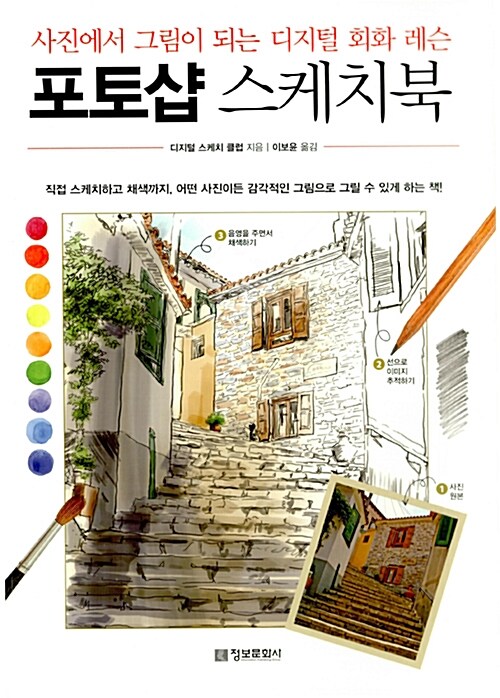 사진에서 그림이 되는 디지털 회화 레슨
포토샵 스케치북
디지털 스케치 클럽 지음 | 이보윤 옮김
직접 스케치하고 채색까지, 어떤 사진이든 감각적인 그림으로 그릴 수 있게 하는 책!
3 음영을 주면서
채색하기
2 선으로
이미지
추적하기
1 사진
원본
정보문화사